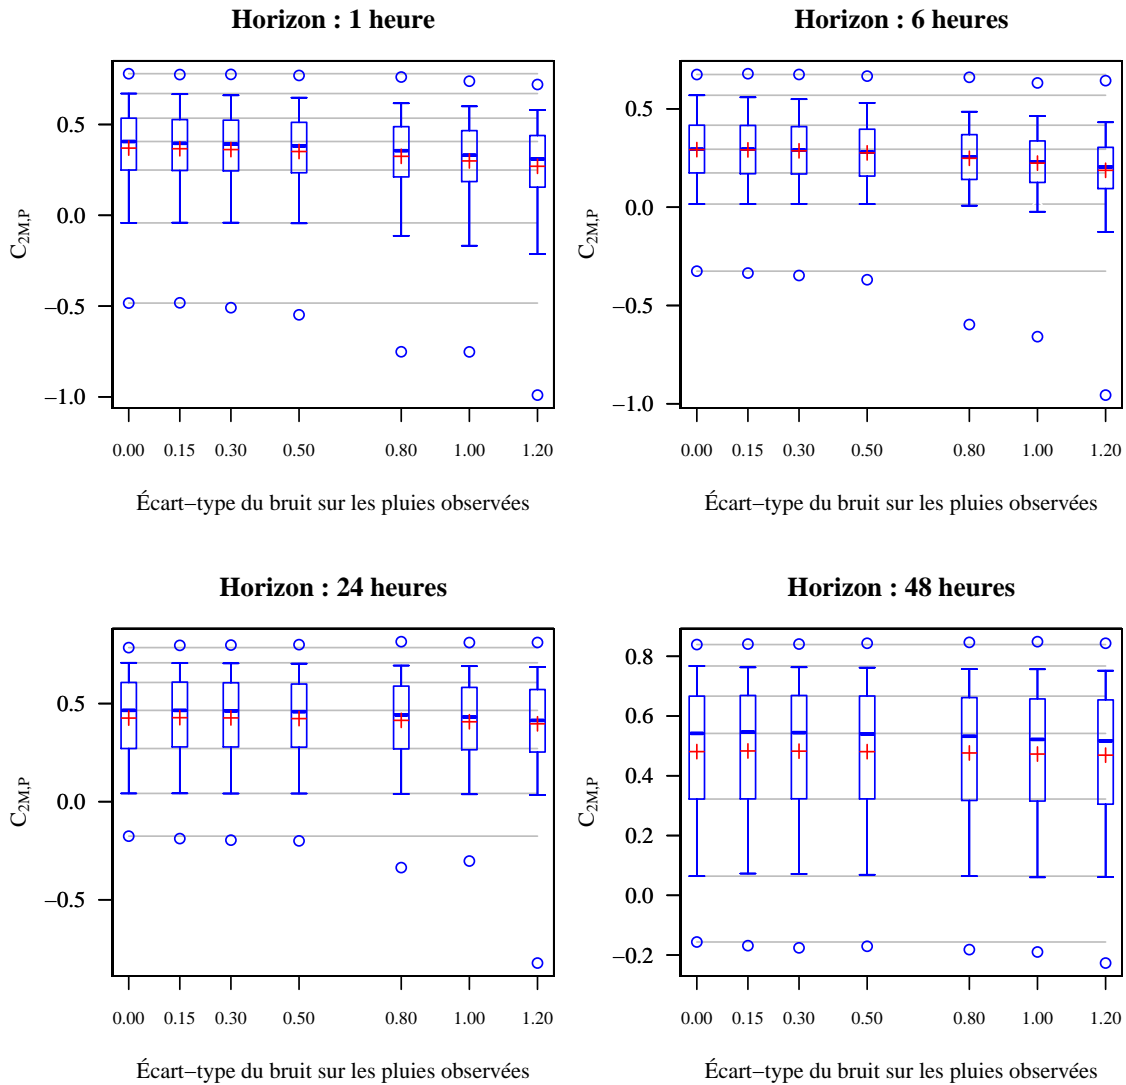 Horizon : 1 heure
C2M,P
0.5
0.0
−0.5
−1.0
0.00 0.15 0.30 0.50 0.80 1.00 1.20
Écart−type du bruit sur les pluies observées
Horizon : 6 heures
C2M,P
0.5
0.0
−0.5
−1.0
0.00 0.15 0.30 0.50 0.80 1.00 1.20
Écart−type du bruit sur les pluies observées
Horizon : 24 heures
C2M,P
0.5
0.0
−0.5
0.00 0.15 0.30 0.50 0.80 1.00 1.20
Écart−type du bruit sur les pluies observées
Horizon : 48 heures
C2M,P
0.8
0.6
0.4
0.2
0.0
−0.2
0.00 0.15 0.30 0.50 0.80 1.00 1.20
Écart−type du bruit sur les pluies observées